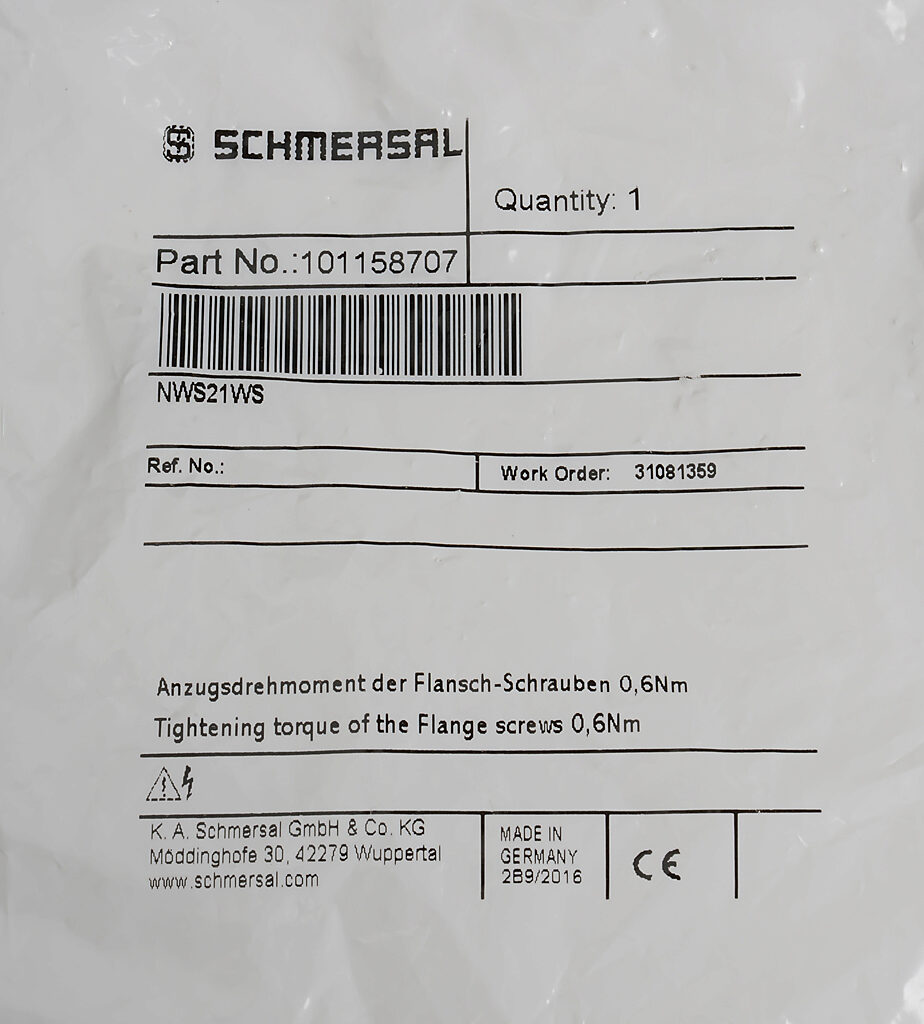 SCHMERSAL
Quantity: 1
Part No.:101158707
NWS21WS
Ref. No.:
Work Order: 31081359
Anzugsdrehmoment der Flansch-Schrauben 0,6Nm
Tightening torque of the Flange screws 0,6Nm
K. A. Schmersal GmbH & Co. KG
Möddinghofe 30, 42279 Wuppertal
www.schmersal.com
MADE IN
GERMANY
2B9/2016
CE